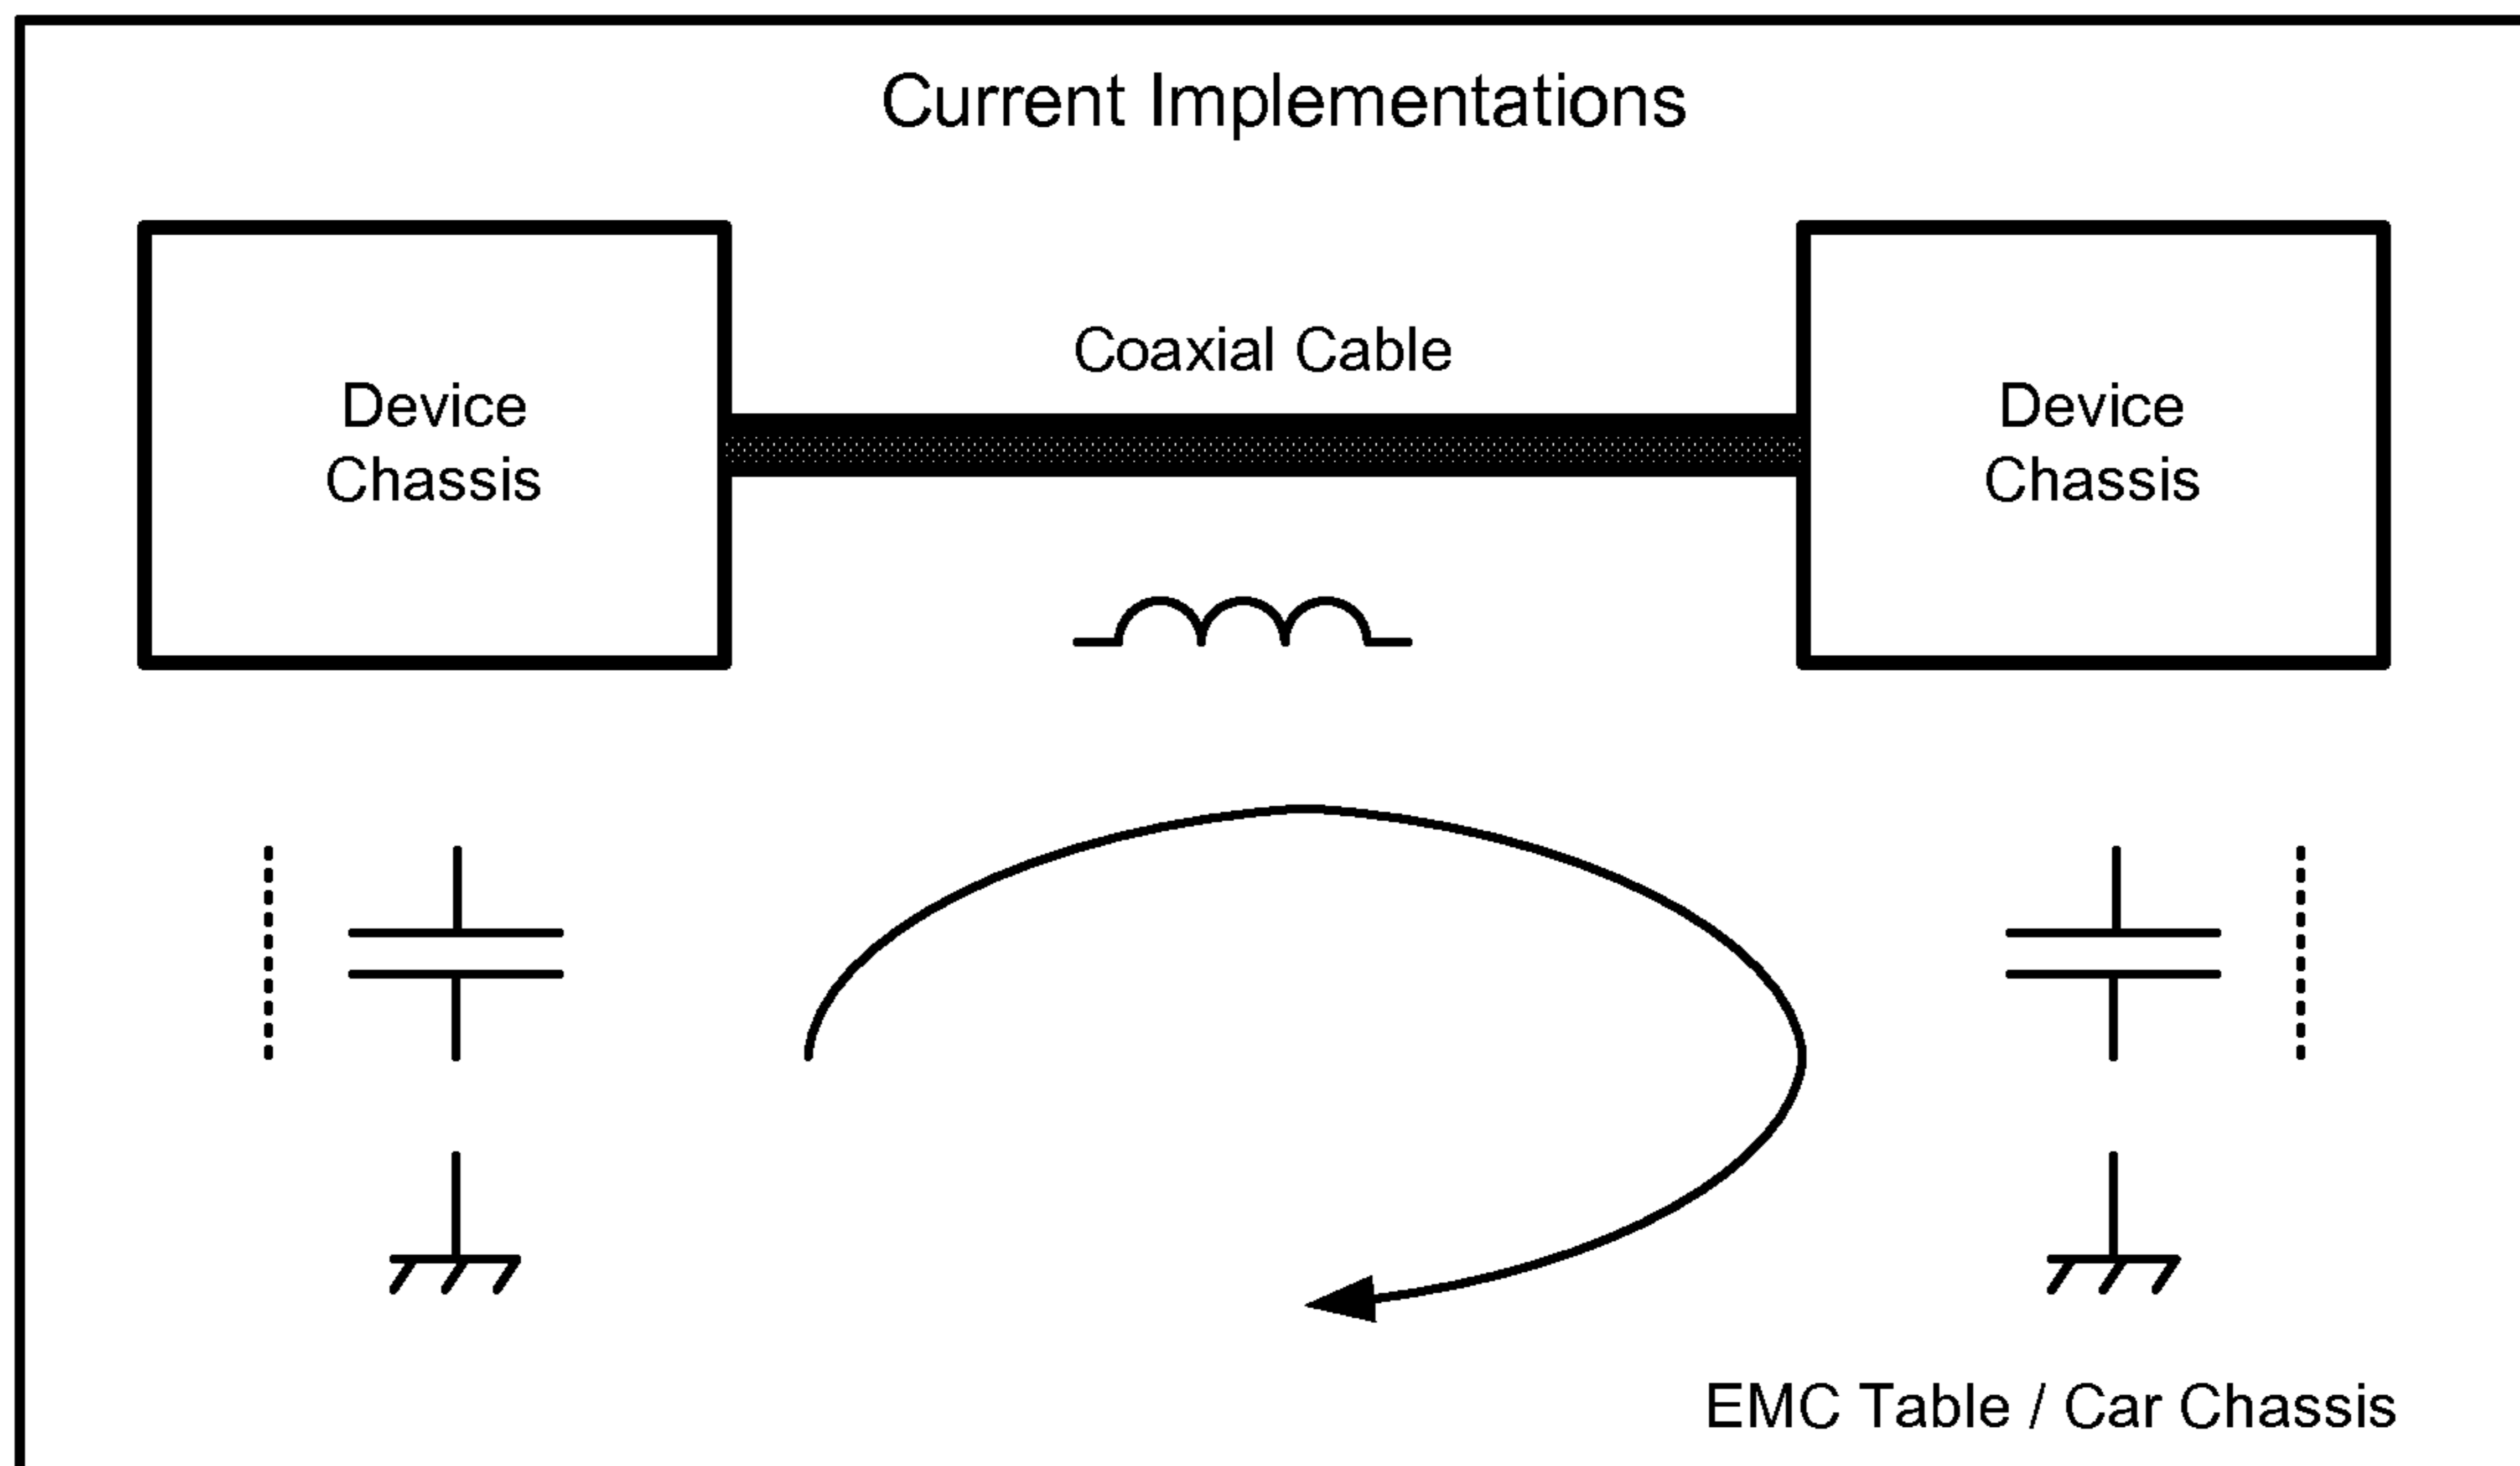 Current Implementations
Coaxial Cable
Device
Chassis
Device
Chassis
EMC Table / Car Chassis